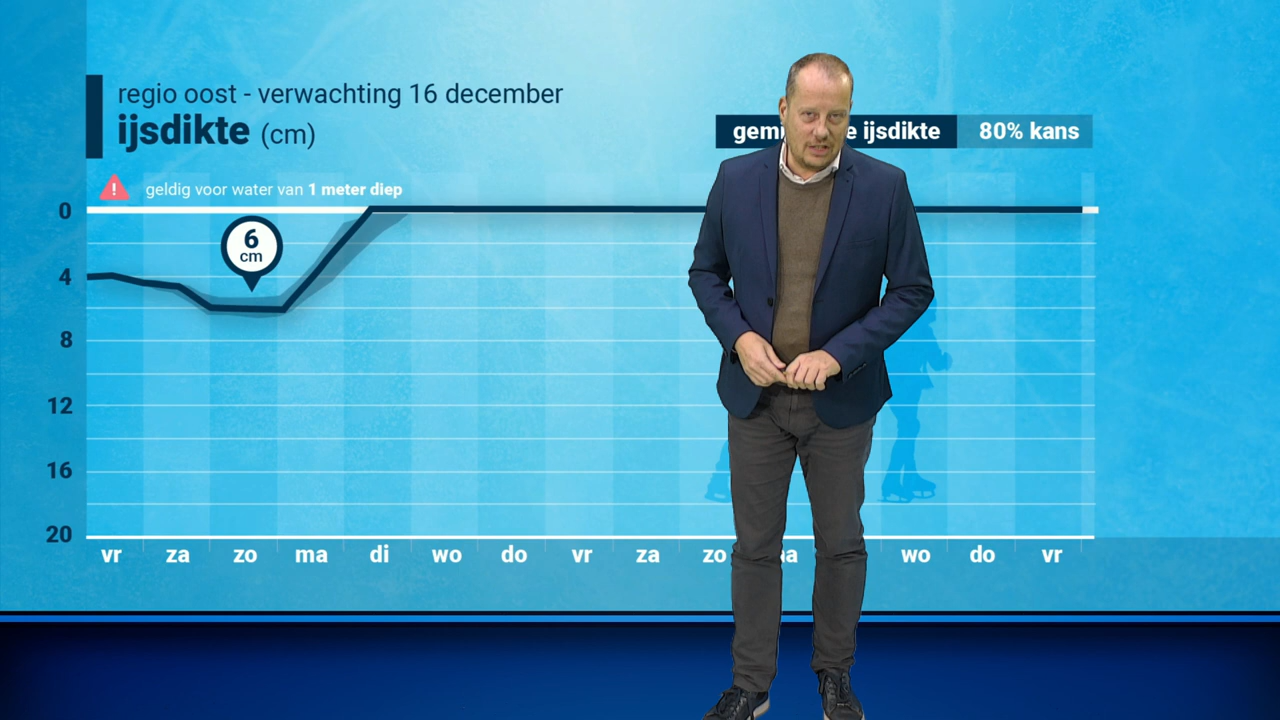 regio oost - verwachting 16 december
ijsdikte (cm)
ijsdikte 80% kans
! geldig voor water van 1 meter diep
0
6
cm
4
8
12
16
20
vr za zo ma di wo do vr za zo wo do vr